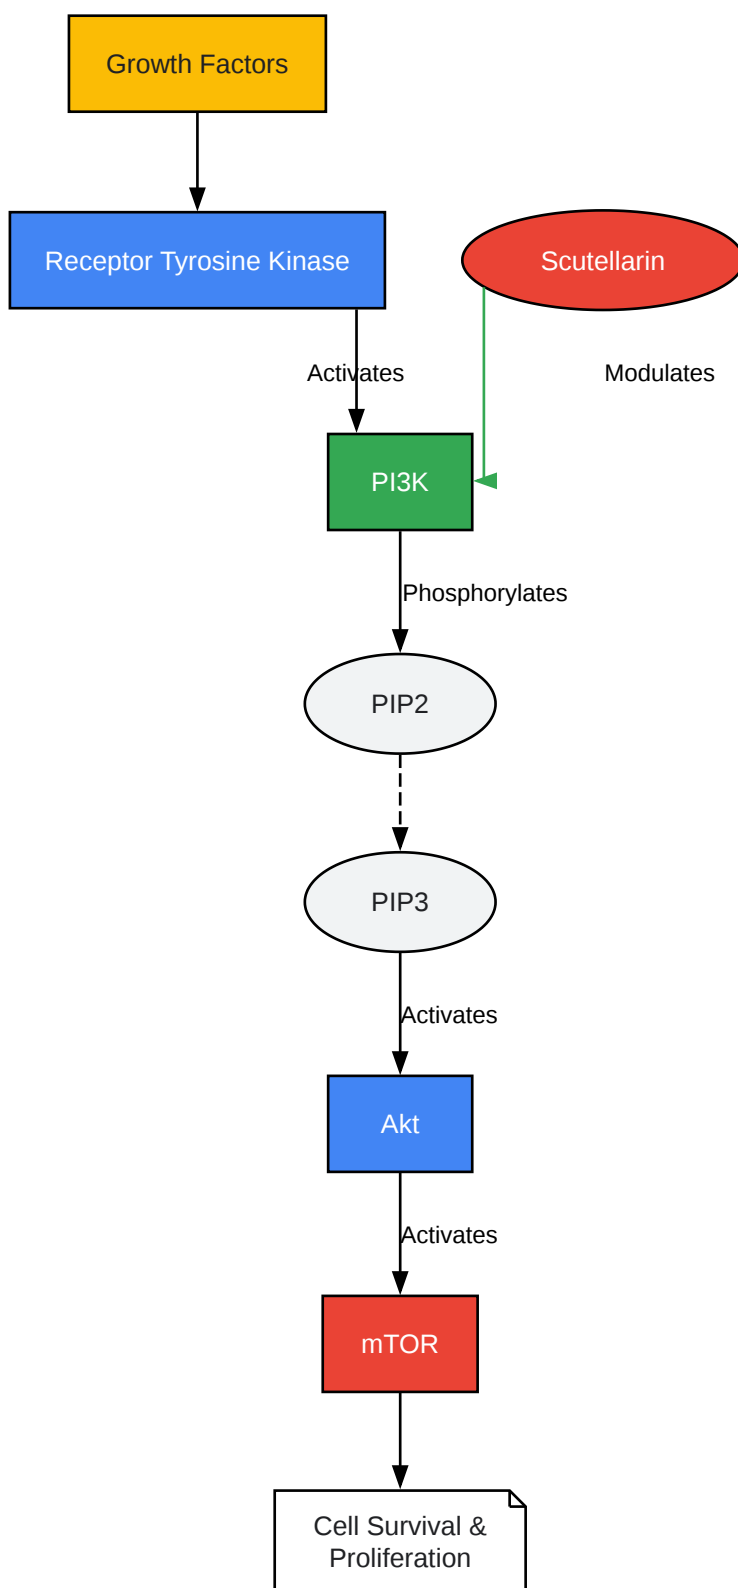 Growth Factors
Receptor Tyrosine Kinase
Scutellarin
Activates
Modulates
PI3K
Phosphorylates
PIP2
PIP3
Activates
Akt
Activates
mTOR
Cell Survival &
Proliferation